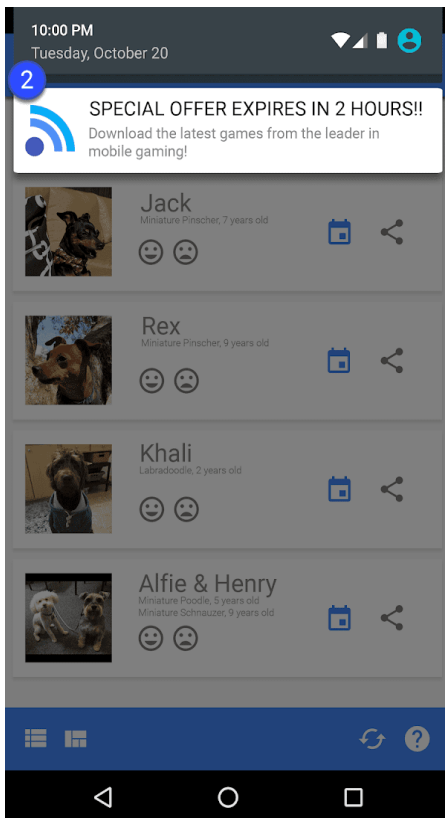 10:00 PM
Tuesday, October 20
2
SPECIAL OFFER EXPIRES IN 2 HOURS!!
Download the latest games from the leader in
mobile gaming!
Jack
Miniature Pinscher, 7 years old
Rex
Miniature Pinscher, 9 years old
Khali
Labradoodle, 2 years old
Alfie & Henry
Miniature Poodle, 5 years old
Miniature Schnauzer, 9 years old
?